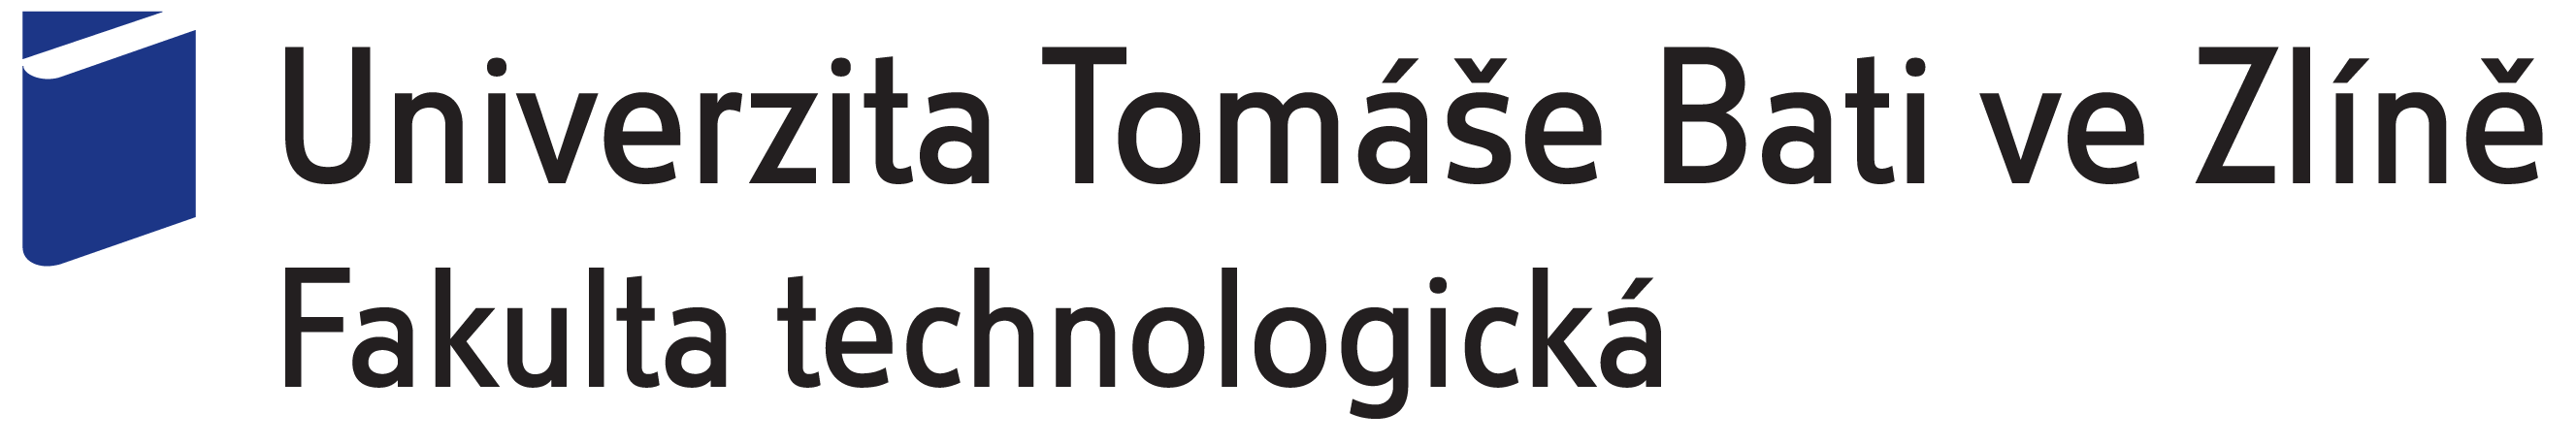 Univerzita Tomáše Bati ve Zlíně
Fakulta technologická